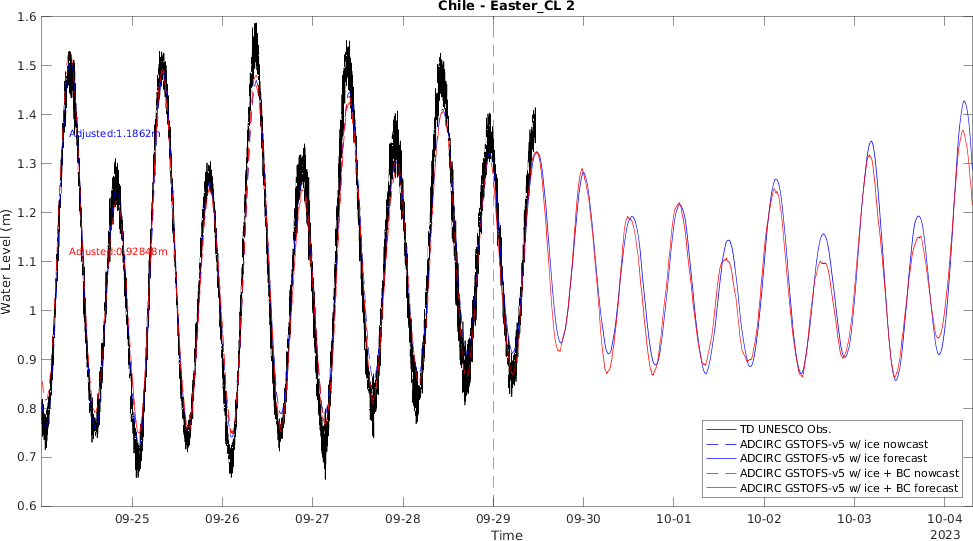 Chile - Easter_CL 2
1.6
1.5
1.4
1.3
1.2
1.1
1
0.9
0.8
0.7
0.6
Water Level (m)
Adjusted:1.1862m
Adjusted:0.92848m
TD UNESCO Obs.
ADCIRC GSTOFS-v5 w/ ice nowcast
ADCIRC GSTOFS-v5 w/ ice forecast
ADCIRC GSTOFS-v5 w/ ice + BC nowcast
ADCIRC GSTOFS-v5 w/ ice + BC forecast
09-25 09-26 09-27 09-28 09-29 09-30 10-01 10-02 10-03 10-04
2023
Time